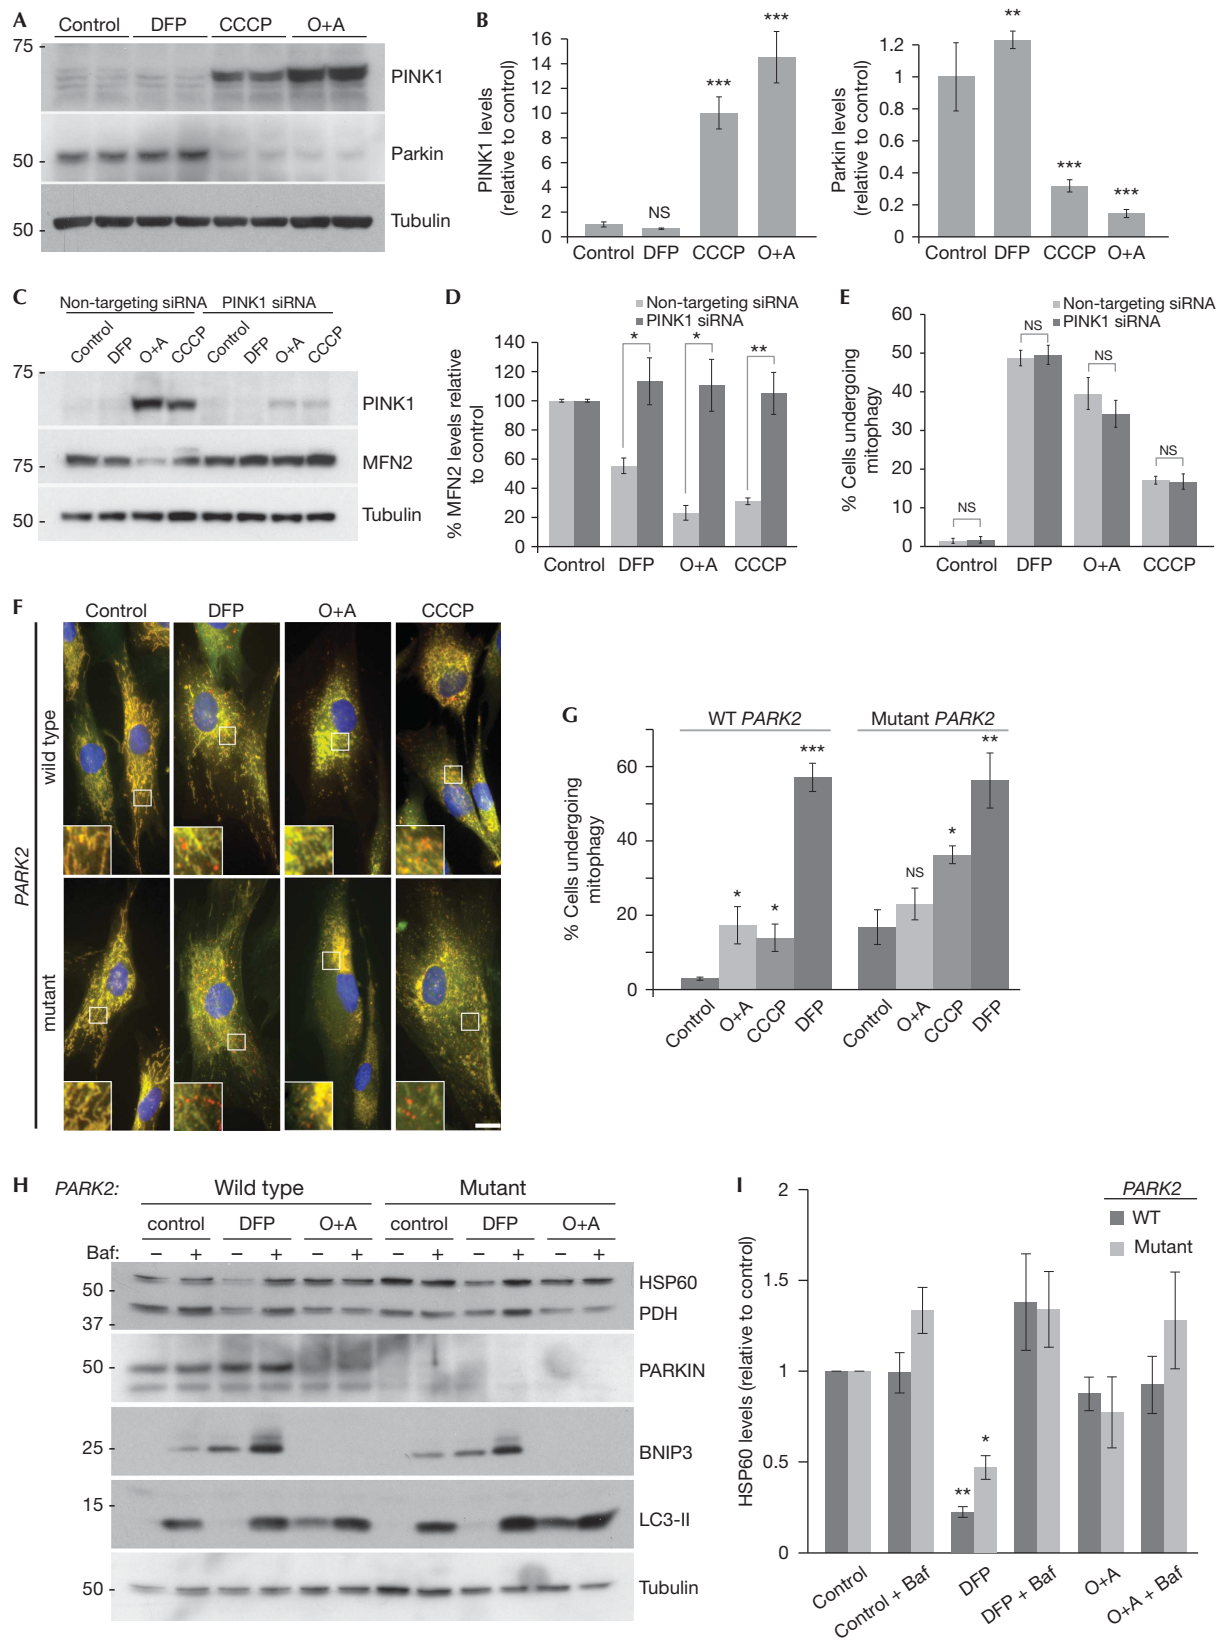 A
Control DFP CCCP O+A
75 -
PINK1
50 -
Parkin
50 -
Tubulin
B
PINK1 levels
(relative to control)
16
14
12
10
8
6
4
2
0
NS
***
***
Control DFP CCCP O+A
Parkin levels
(relative to control)
1.2
1
0.8
0.6
0.4
0.2
0
**
***
***
Control DFP CCCP O+A
C
Non-targeting siRNA PINK1 siRNA
Control DFP O+A CCCP Control DFP O+A CCCP
75 -
PINK1
75 -
MFN2
50 -
Tubulin
D
Non-targeting siRNA
PINK1 siRNA
% MFN2 levels relative
to control
140
120
100
80
60
40
20
0
* * **
Control DFP O+A CCCP
E
Non-targeting siRNA
PINK1 siRNA
% Cells undergoing
mitophagy
60
50
40
30
20
10
0
NS NS NS NS
Control DFP O+A CCCP
F
Control DFP O+A CCCP
PARK2
wild type
mutant
G
WT PARK2 Mutant PARK2
% Cells undergoing
mitophagy
60
40
20
0
* * *** NS * **
Control O+A CCCP DFP Control O+A CCCP DFP
H
PARK2: Wild type Mutant
control DFP O+A control DFP O+A
Baf: – + – + – + – + – + – +
50 -
HSP60
37 -
PDH
50 -
PARKIN
25 -
BNIP3
15 -
LC3-II
50 -
Tubulin
I
PARK2
WT
Mutant
HSP60 levels (relative to control)
2
1.5
1
0.5
0
** *
Control Control + Baf DFP DFP + Baf O+A O+A + Baf